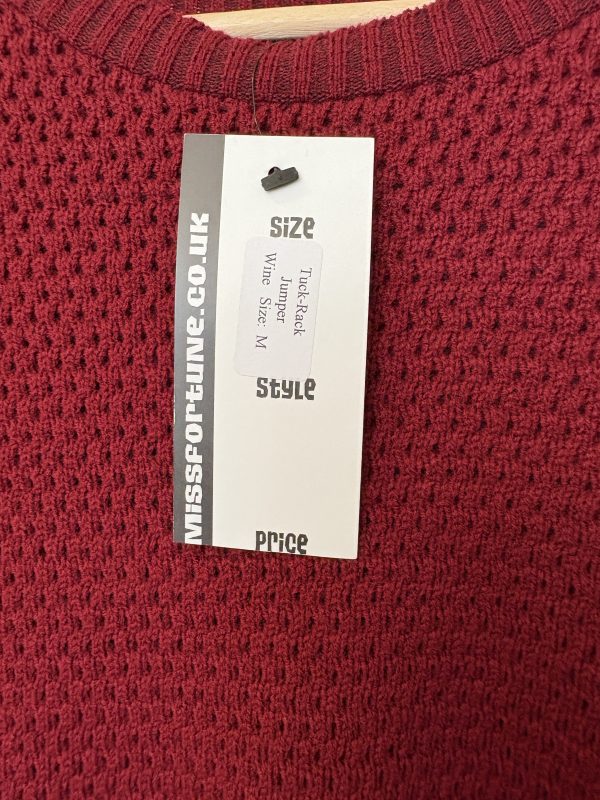 MissFortune.co.uk
Size
Tuck-Rack
Jumper
Wine Size: M
Style
Price